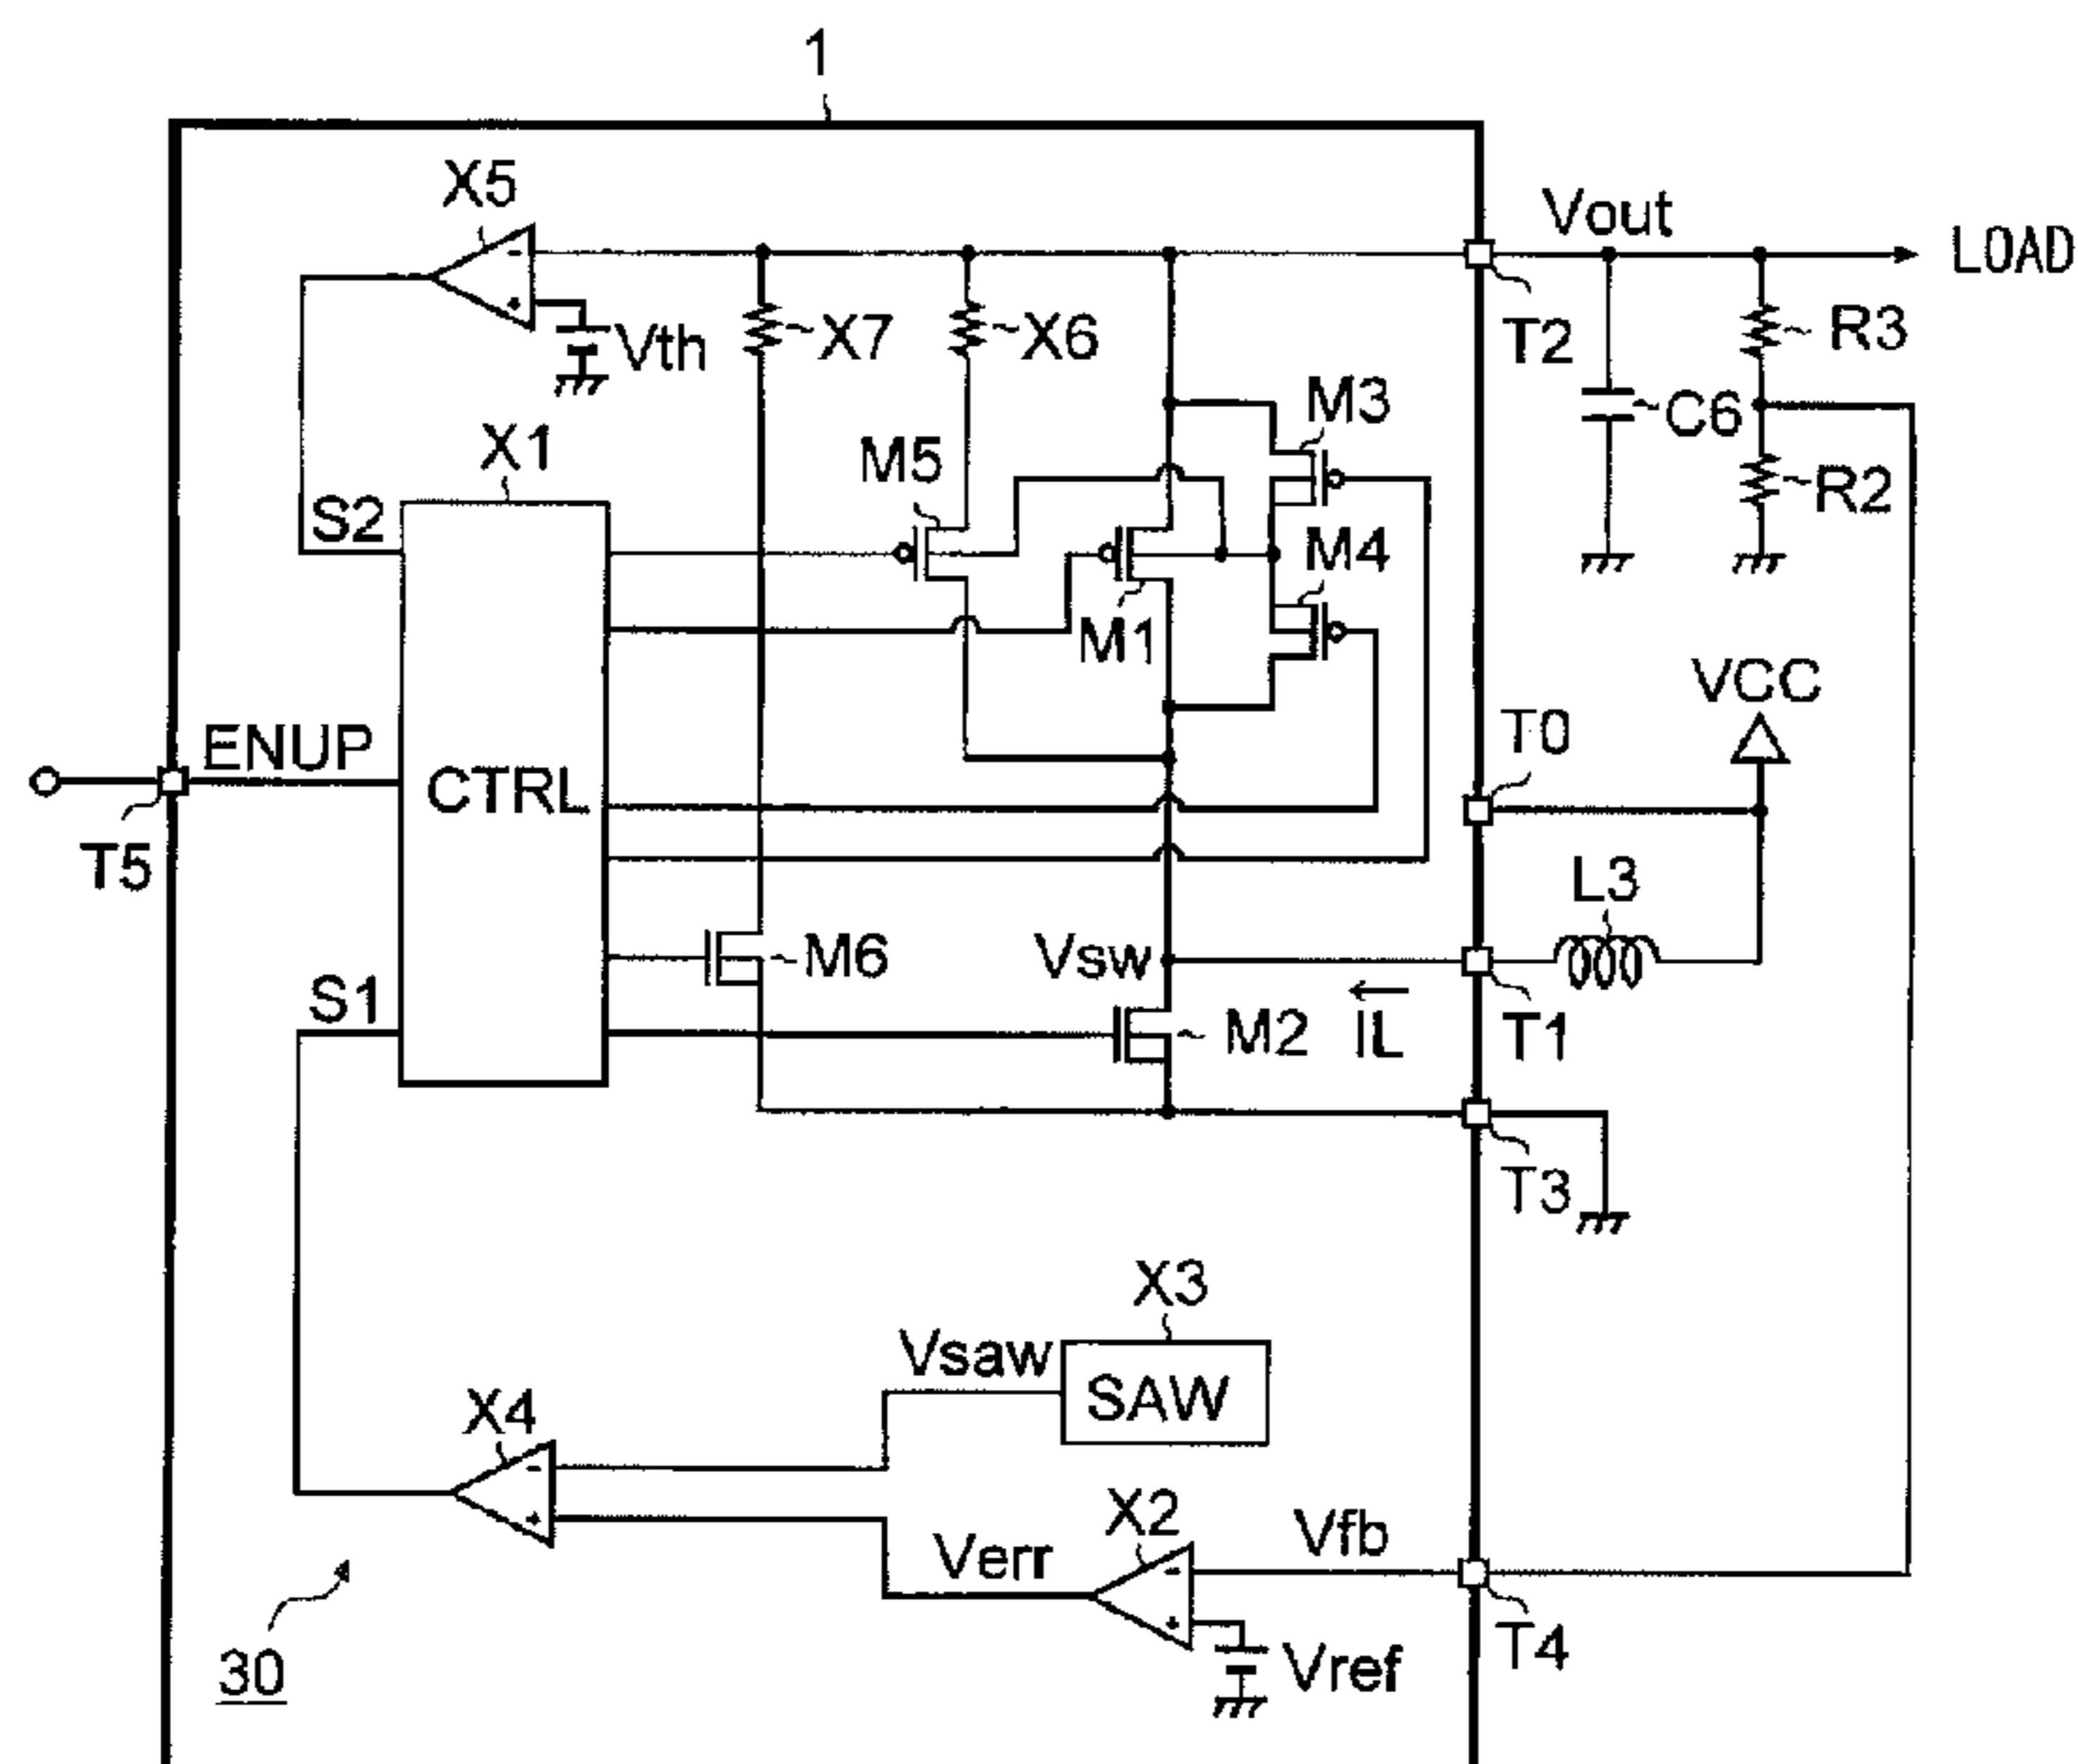 1
X5
Vout
LOAD
Vth
X7
X6
T2
R3
M3
C6
X1
M5
S2
R2
M4
M1
VCC
T0
ENUP
CTRL
T5
L3
Vsw
M6
S1
M2
IL
T1
T3
X3
Vsaw
SAW
X4
X2
Vfb
Verr
T4
30
Vref